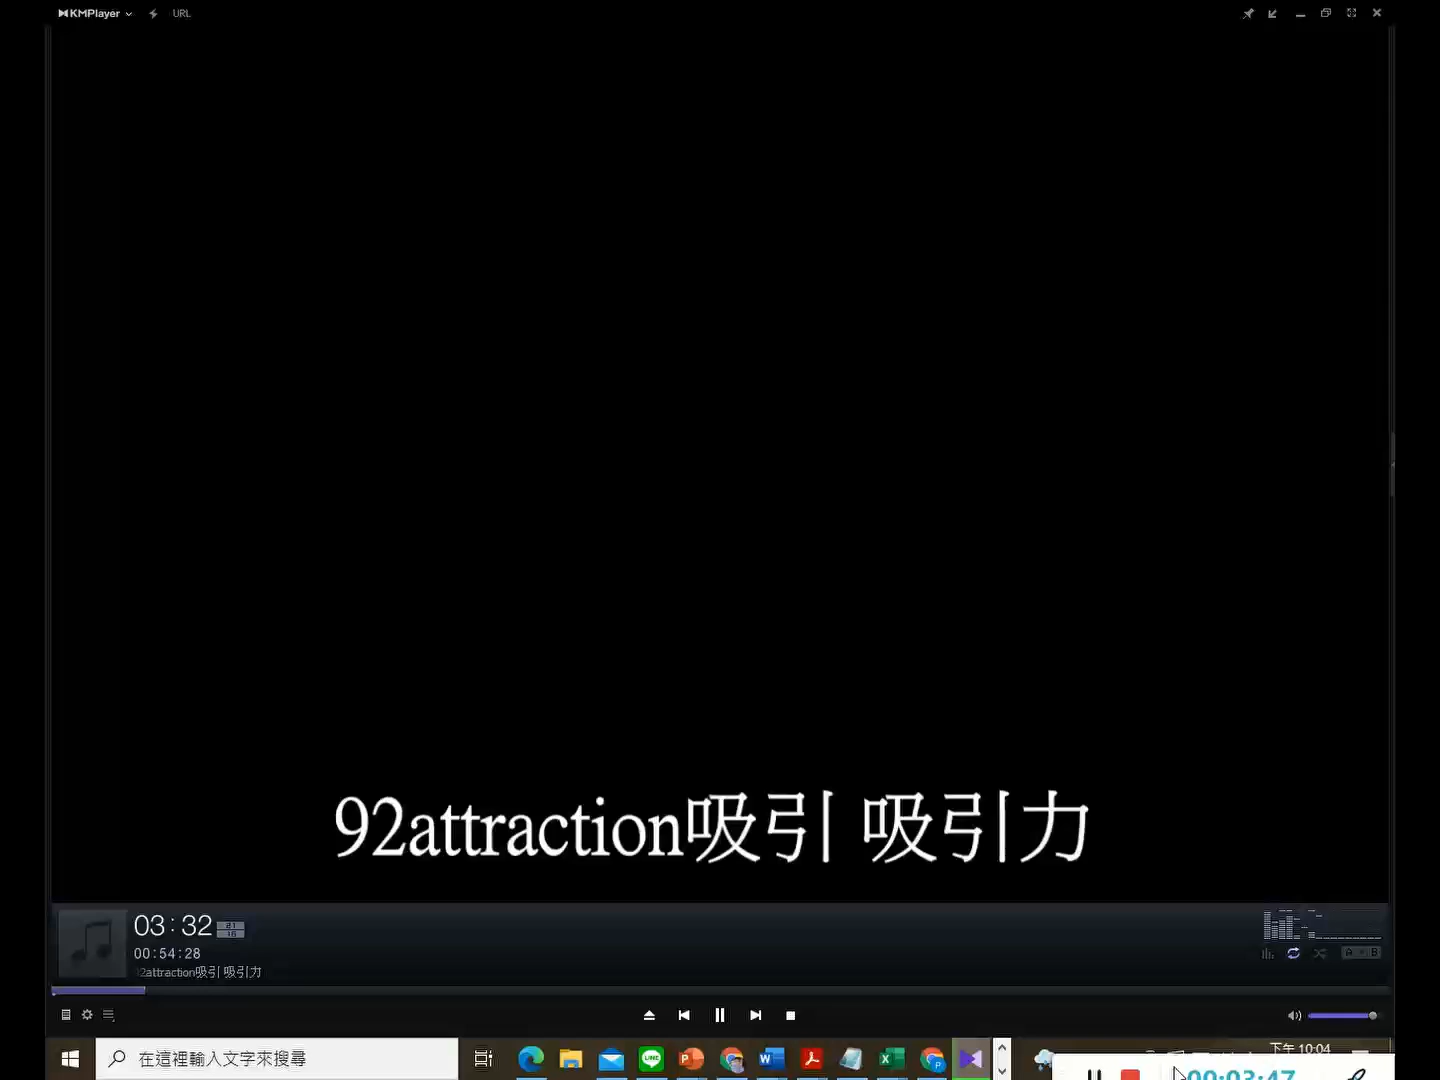 KMPlayer
URL
92attraction吸引 吸引力
03:32
00:54:28
92attraction吸引 吸引力
A B
在這裡輸入文字來搜尋
LINE
下午 10:04
00:03:47